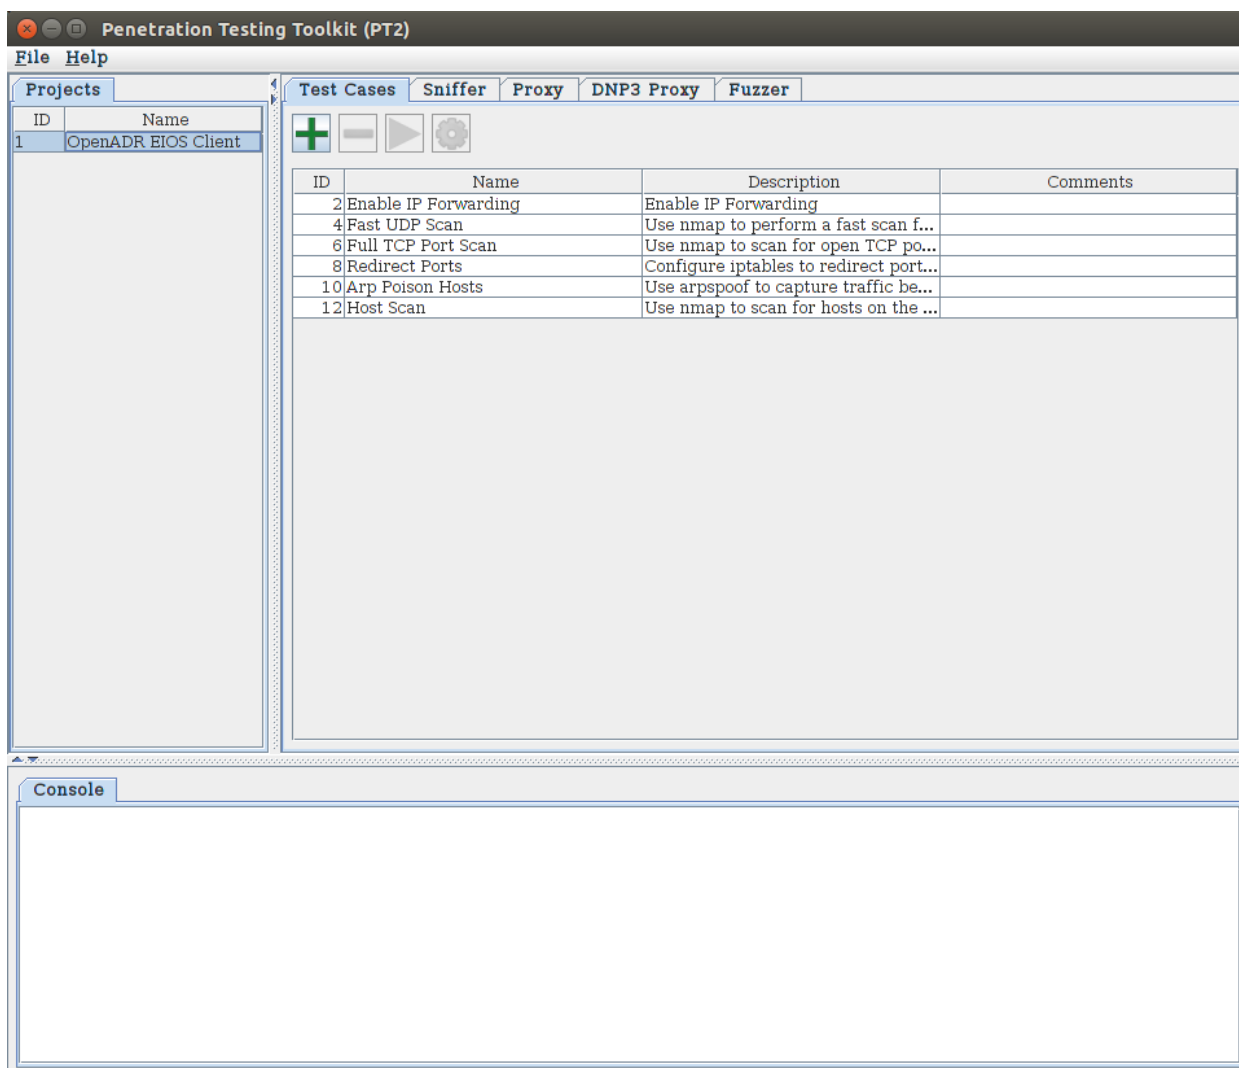 Penetration Testing Toolkit (PT2)
File Help
Projects
Test Cases Sniffer Proxy DNP3 Proxy Fuzzer
ID Name
1 OpenADR EIOS Client
ID Name Description Comments
2 Enable IP Forwarding Enable IP Forwarding
4 Fast UDP Scan Use nmap to perform a fast scan f...
6 Full TCP Port Scan Use nmap to scan for open TCP po...
8 Redirect Ports Configure iptables to redirect port...
10 Arp Poison Hosts Use arpspoof to capture traffic be...
12 Host Scan Use nmap to scan for hosts on the ...
Console